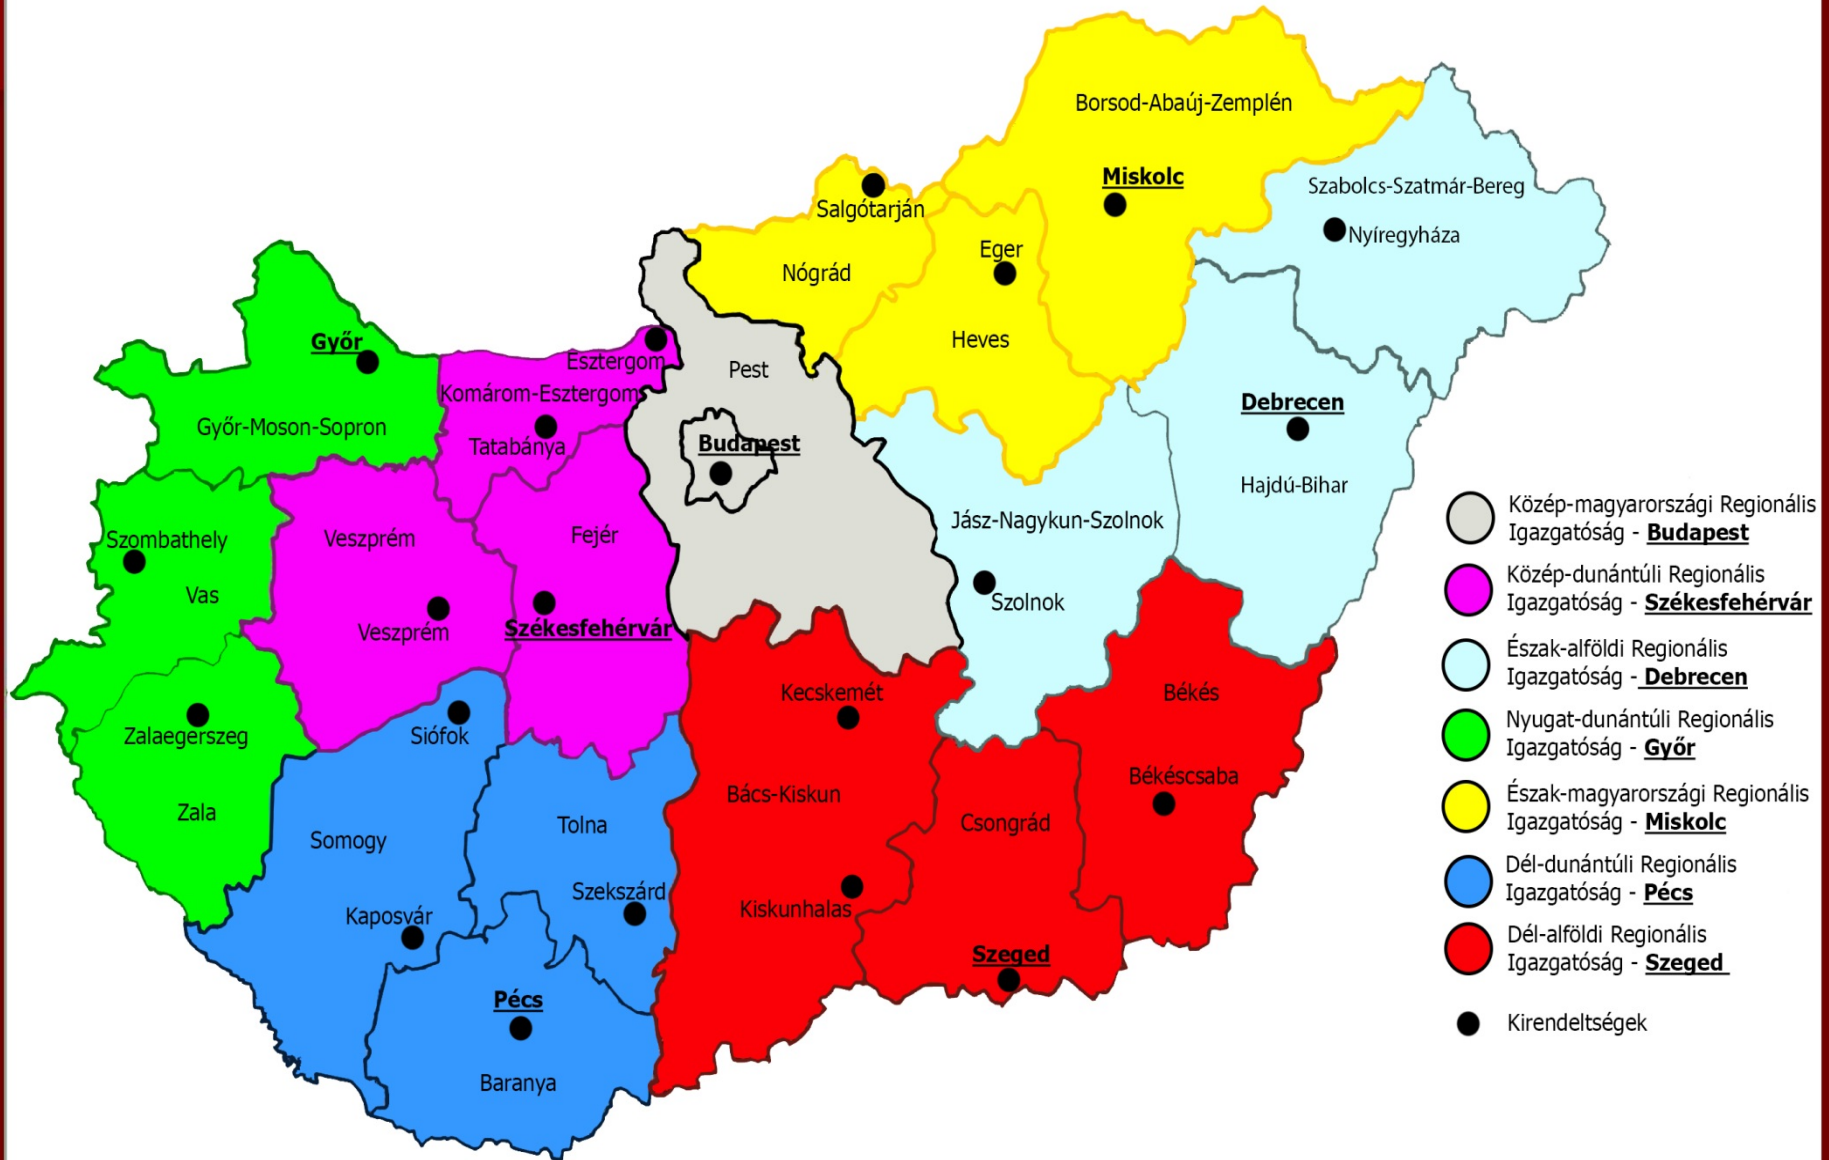 Borsod-Abaúj-Zemplén
Miskolc
Szabolcs-Szatmár-Bereg
Nyíregyháza
Salgótarján
Nógrád
Eger
Heves
Győr
Győr-Moson-Sopron
Esztergom
Komárom-Esztergom
Tatabánya
Pest
Budapest
Debrecen
Hajdú-Bihar
Jász-Nagykun-Szolnok
Szolnok
Szombathely
Vas
Veszprém
Veszprém
Fejér
Székesfehérvár
Zalaegerszeg
Zala
Siófok
Somogy
Kaposvár
Tolna
Szekszárd
Pécs
Baranya
Kecskemét
Bács-Kiskun
Kiskunhalas
Csongrád
Szeged
Békés
Békéscsaba
Közép-magyarországi Regionális
Igazgatóság - Budapest
Közép-dunántúli Regionális
Igazgatóság - Székesfehérvár
Észak-alföldi Regionális
Igazgatóság - Debrecen
Nyugat-dunántúli Regionális
Igazgatóság - Győr
Észak-magyarországi Regionális
Igazgatóság - Miskolc
Dél-dunántúli Regionális
Igazgatóság - Pécs
Dél-alföldi Regionális
Igazgatóság - Szeged
Kirendeltségek